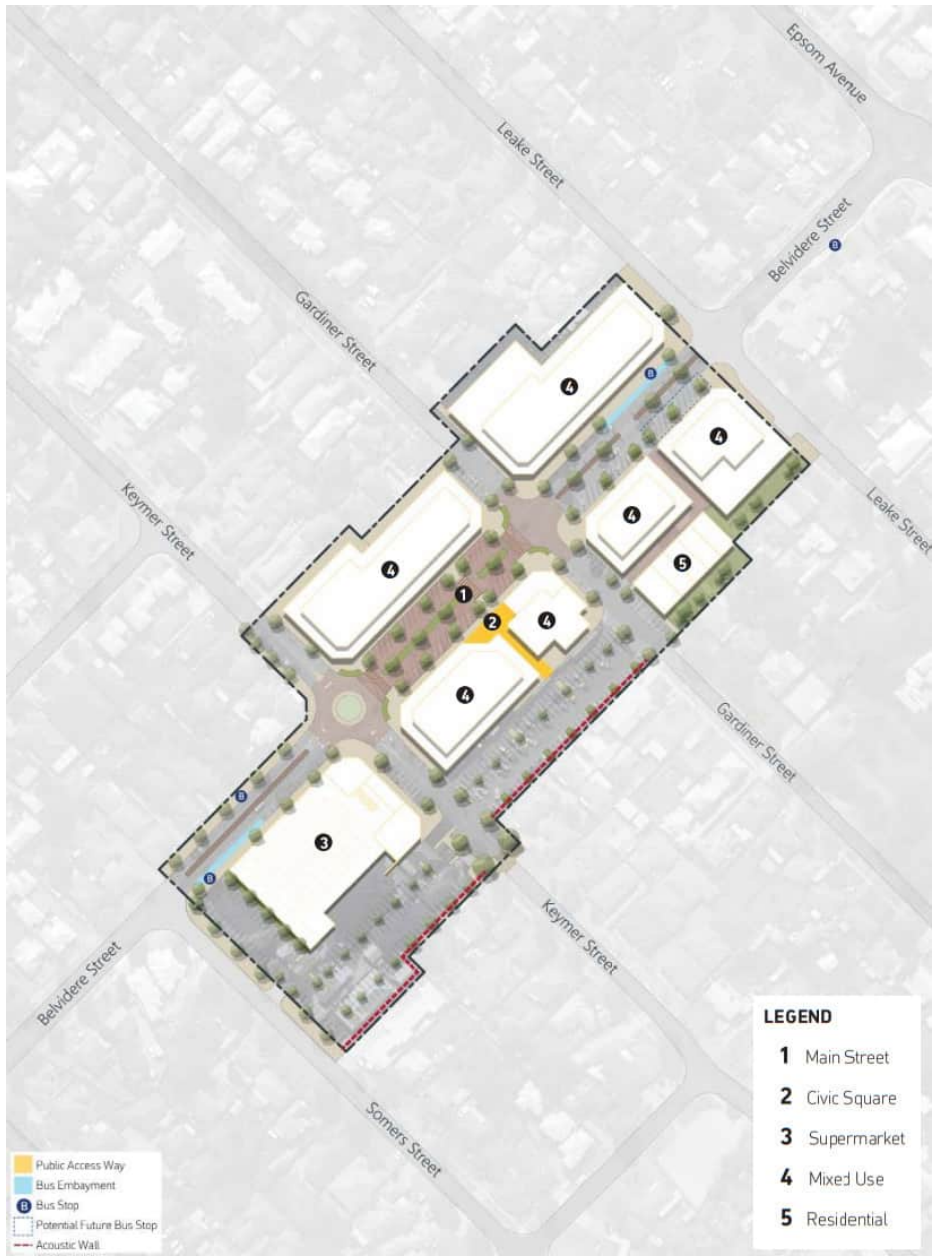 Epsom Avenue
Leake Street
Belvidere Street
B
Gardiner Street
4
B
4
Keymer Street
4
Leake Street
4
5
1
2
4
4
Gardiner Street
B
3
B
Keymer Street
Belvidere Street
Somers Street
LEGEND
1 Main Street
2 Civic Square
3 Supermarket
4 Mixed Use
5 Residential
Public Access Way
Bus Embayment
B Bus Stop
Potential Future Bus Stop
Acoustic Wall